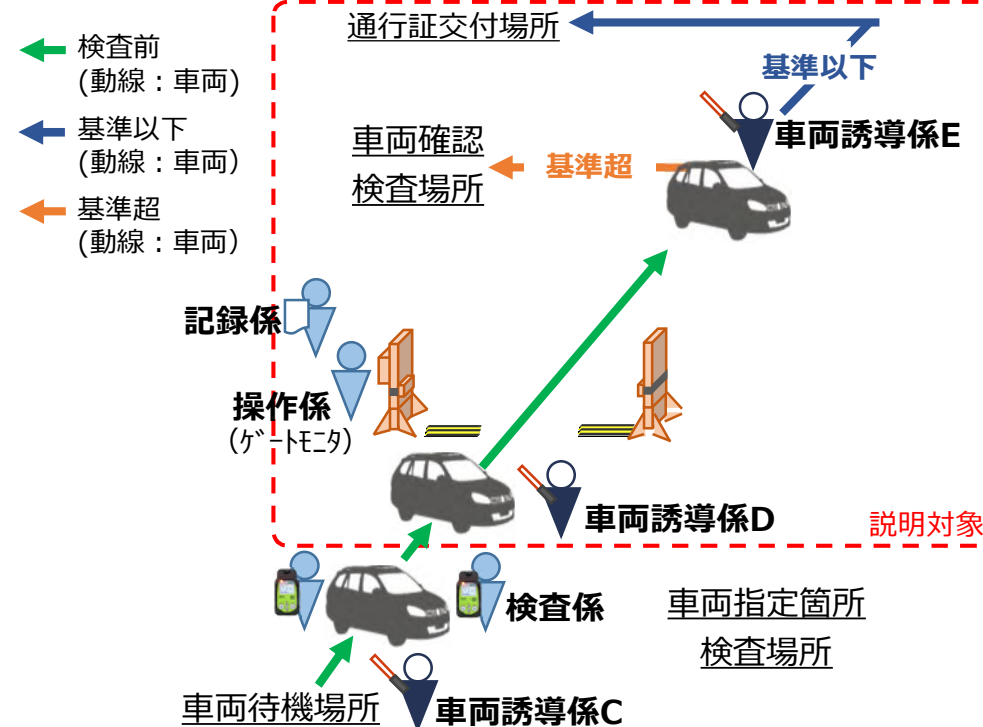 通行証交付場所
検査前
(動線：車両)
基準以下
(動線：車両)
基準超
(動線：車両）
基準以下
車両誘導係E
車両確認
検査場所
基準超
記録係
操作係
（ｹﾞｰﾄﾓﾆﾀ）
車両誘導係D
説明対象
検査係
車両指定箇所
検査場所
車両待機場所
車両誘導係C